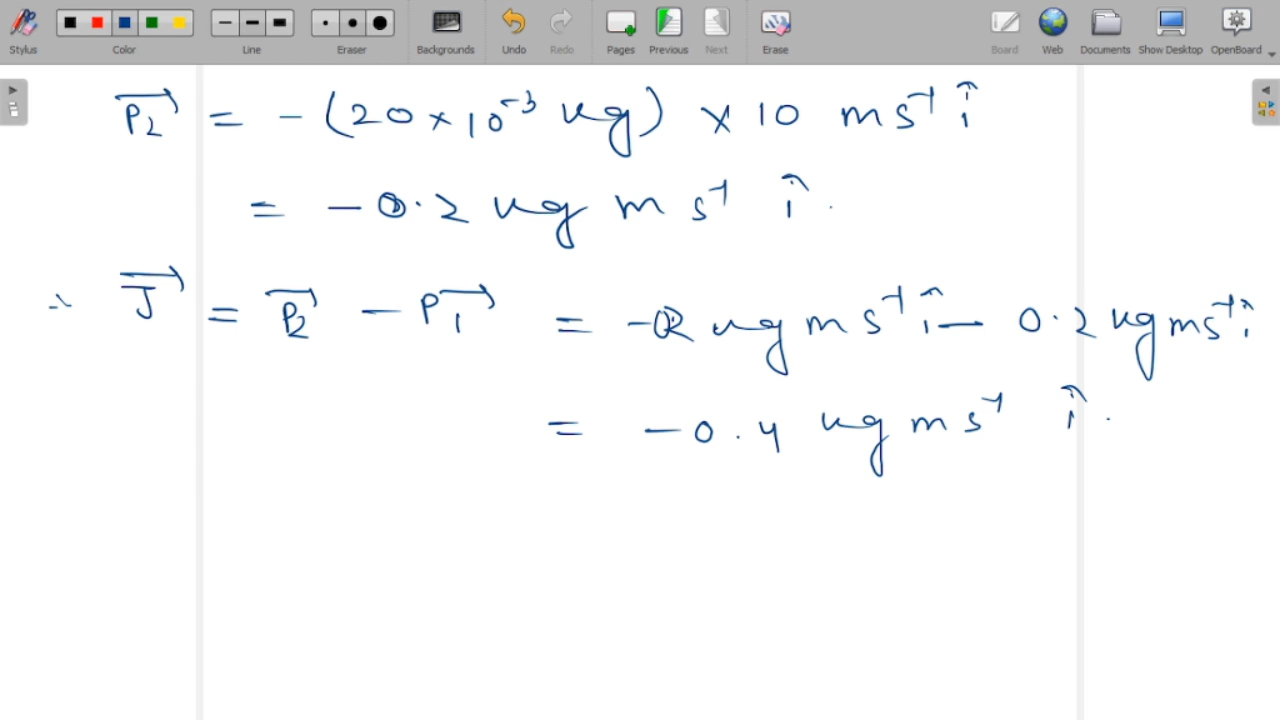 Stylus Color Line Eraser Backgrounds Undo Redo Pages Previous Next Erase Board Web Documents Show Desktop OpenBoard
P₂ = - (20 × 10⁻³ kg) × 10 ms⁻¹ î
= - 0.2 kg m s⁻¹ î .
∴ J = P₂ - P₁ = - 0.2 kg m s⁻¹ î - 0.2 kg ms⁻¹ î
= - 0.4 kg m s⁻¹ î .